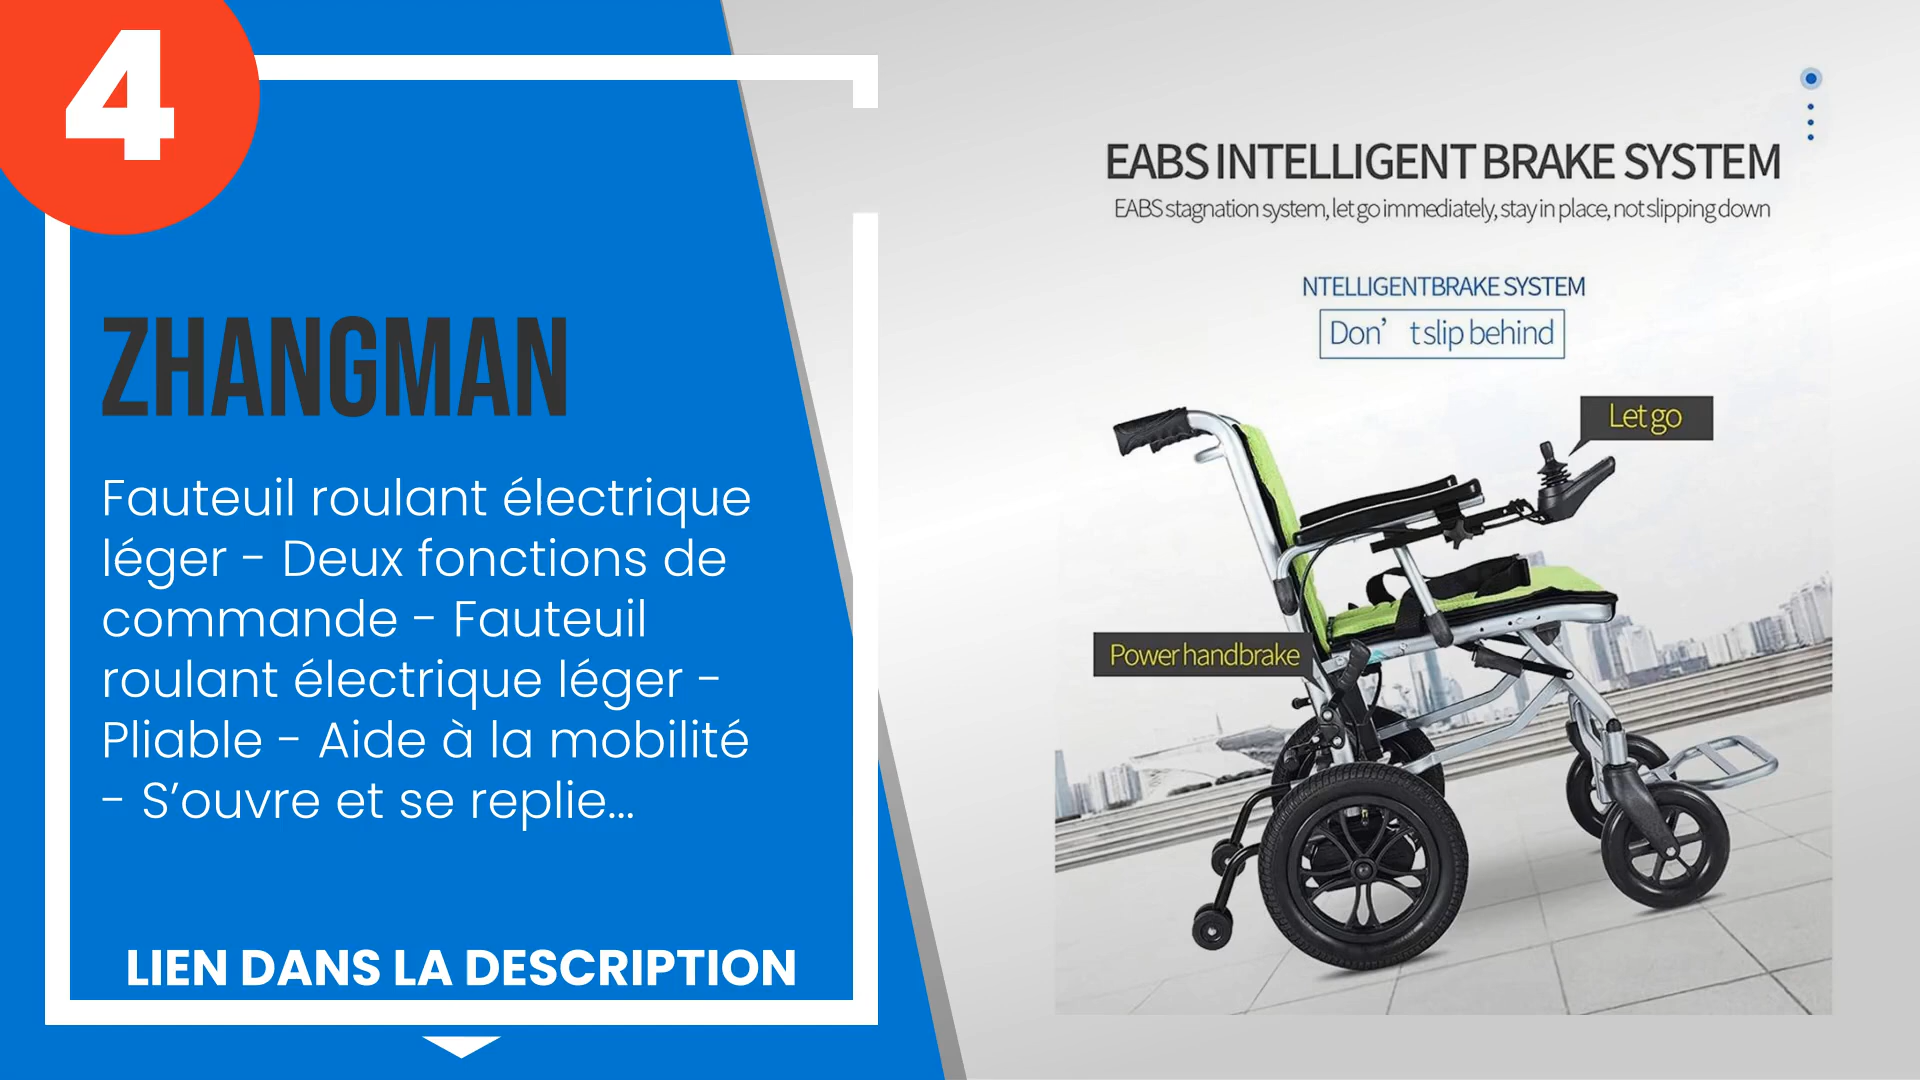 4
ZHANGMAN
Fauteuil roulant électrique
léger - Deux fonctions de
commande - Fauteuil
roulant électrique léger -
Pliable - Aide à la mobilité
- S’ouvre et se replie...
LIEN DANS LA DESCRIPTION
EABS INTELLIGENT BRAKE SYSTEM
EABS stagnation system, let go immediately, stay in place, not slipping down
NTELLIGENTBRAKE SYSTEM
Don’ t slip behind
Let go
Power handbrake